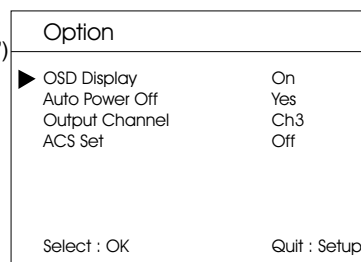 Option
)
OSD Display On
Auto Power Off Yes
Output Channel Ch3
ACS Set Off
Select : OK Quit : Setup